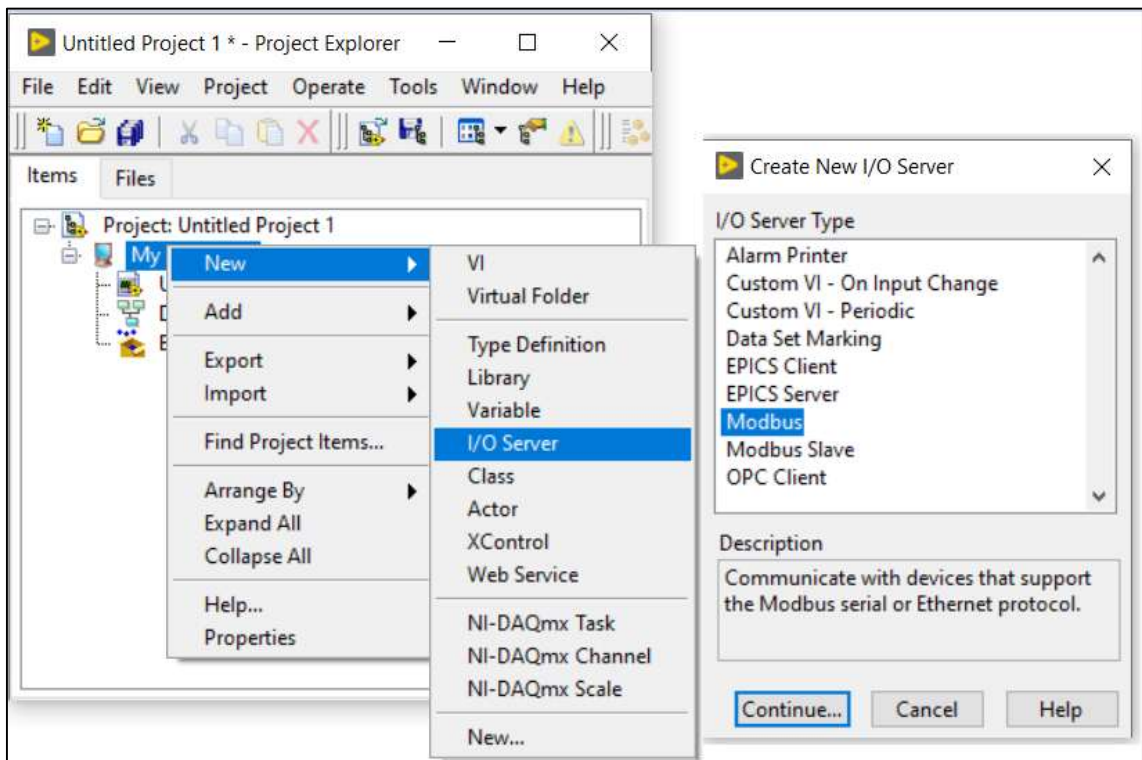 Untitled Project 1 * - Project Explorer
File Edit View Project Operate Tools Window Help
Items Files
Project: Untitled Project 1
My
New
Add
Export
Import
Find Project Items...
Arrange By
Expand All
Collapse All
Help...
Properties
VI
Virtual Folder
Type Definition
Library
Variable
I/O Server
Class
Actor
XControl
Web Service
NI-DAQmx Task
NI-DAQmx Channel
NI-DAQmx Scale
New...
Create New I/O Server
I/O Server Type
Alarm Printer
Custom VI - On Input Change
Custom VI - Periodic
Data Set Marking
EPICS Client
EPICS Server
Modbus
Modbus Slave
OPC Client
Description
Communicate with devices that support
the Modbus serial or Ethernet protocol.
Continue... Cancel Help